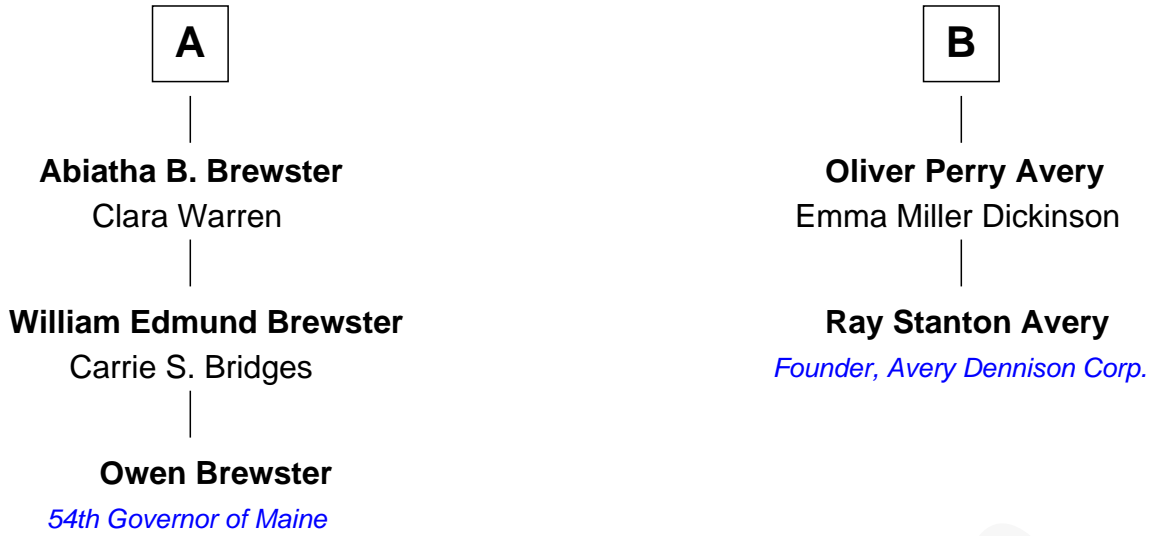 A
Abiatha B. Brewster
Clara Warren
William Edmund Brewster
Carrie S. Bridges
Owen Brewster
54th Governor of Maine
B
Oliver Perry Avery
Emma Miller Dickinson
Ray Stanton Avery
Founder, Avery Dennison Corp.